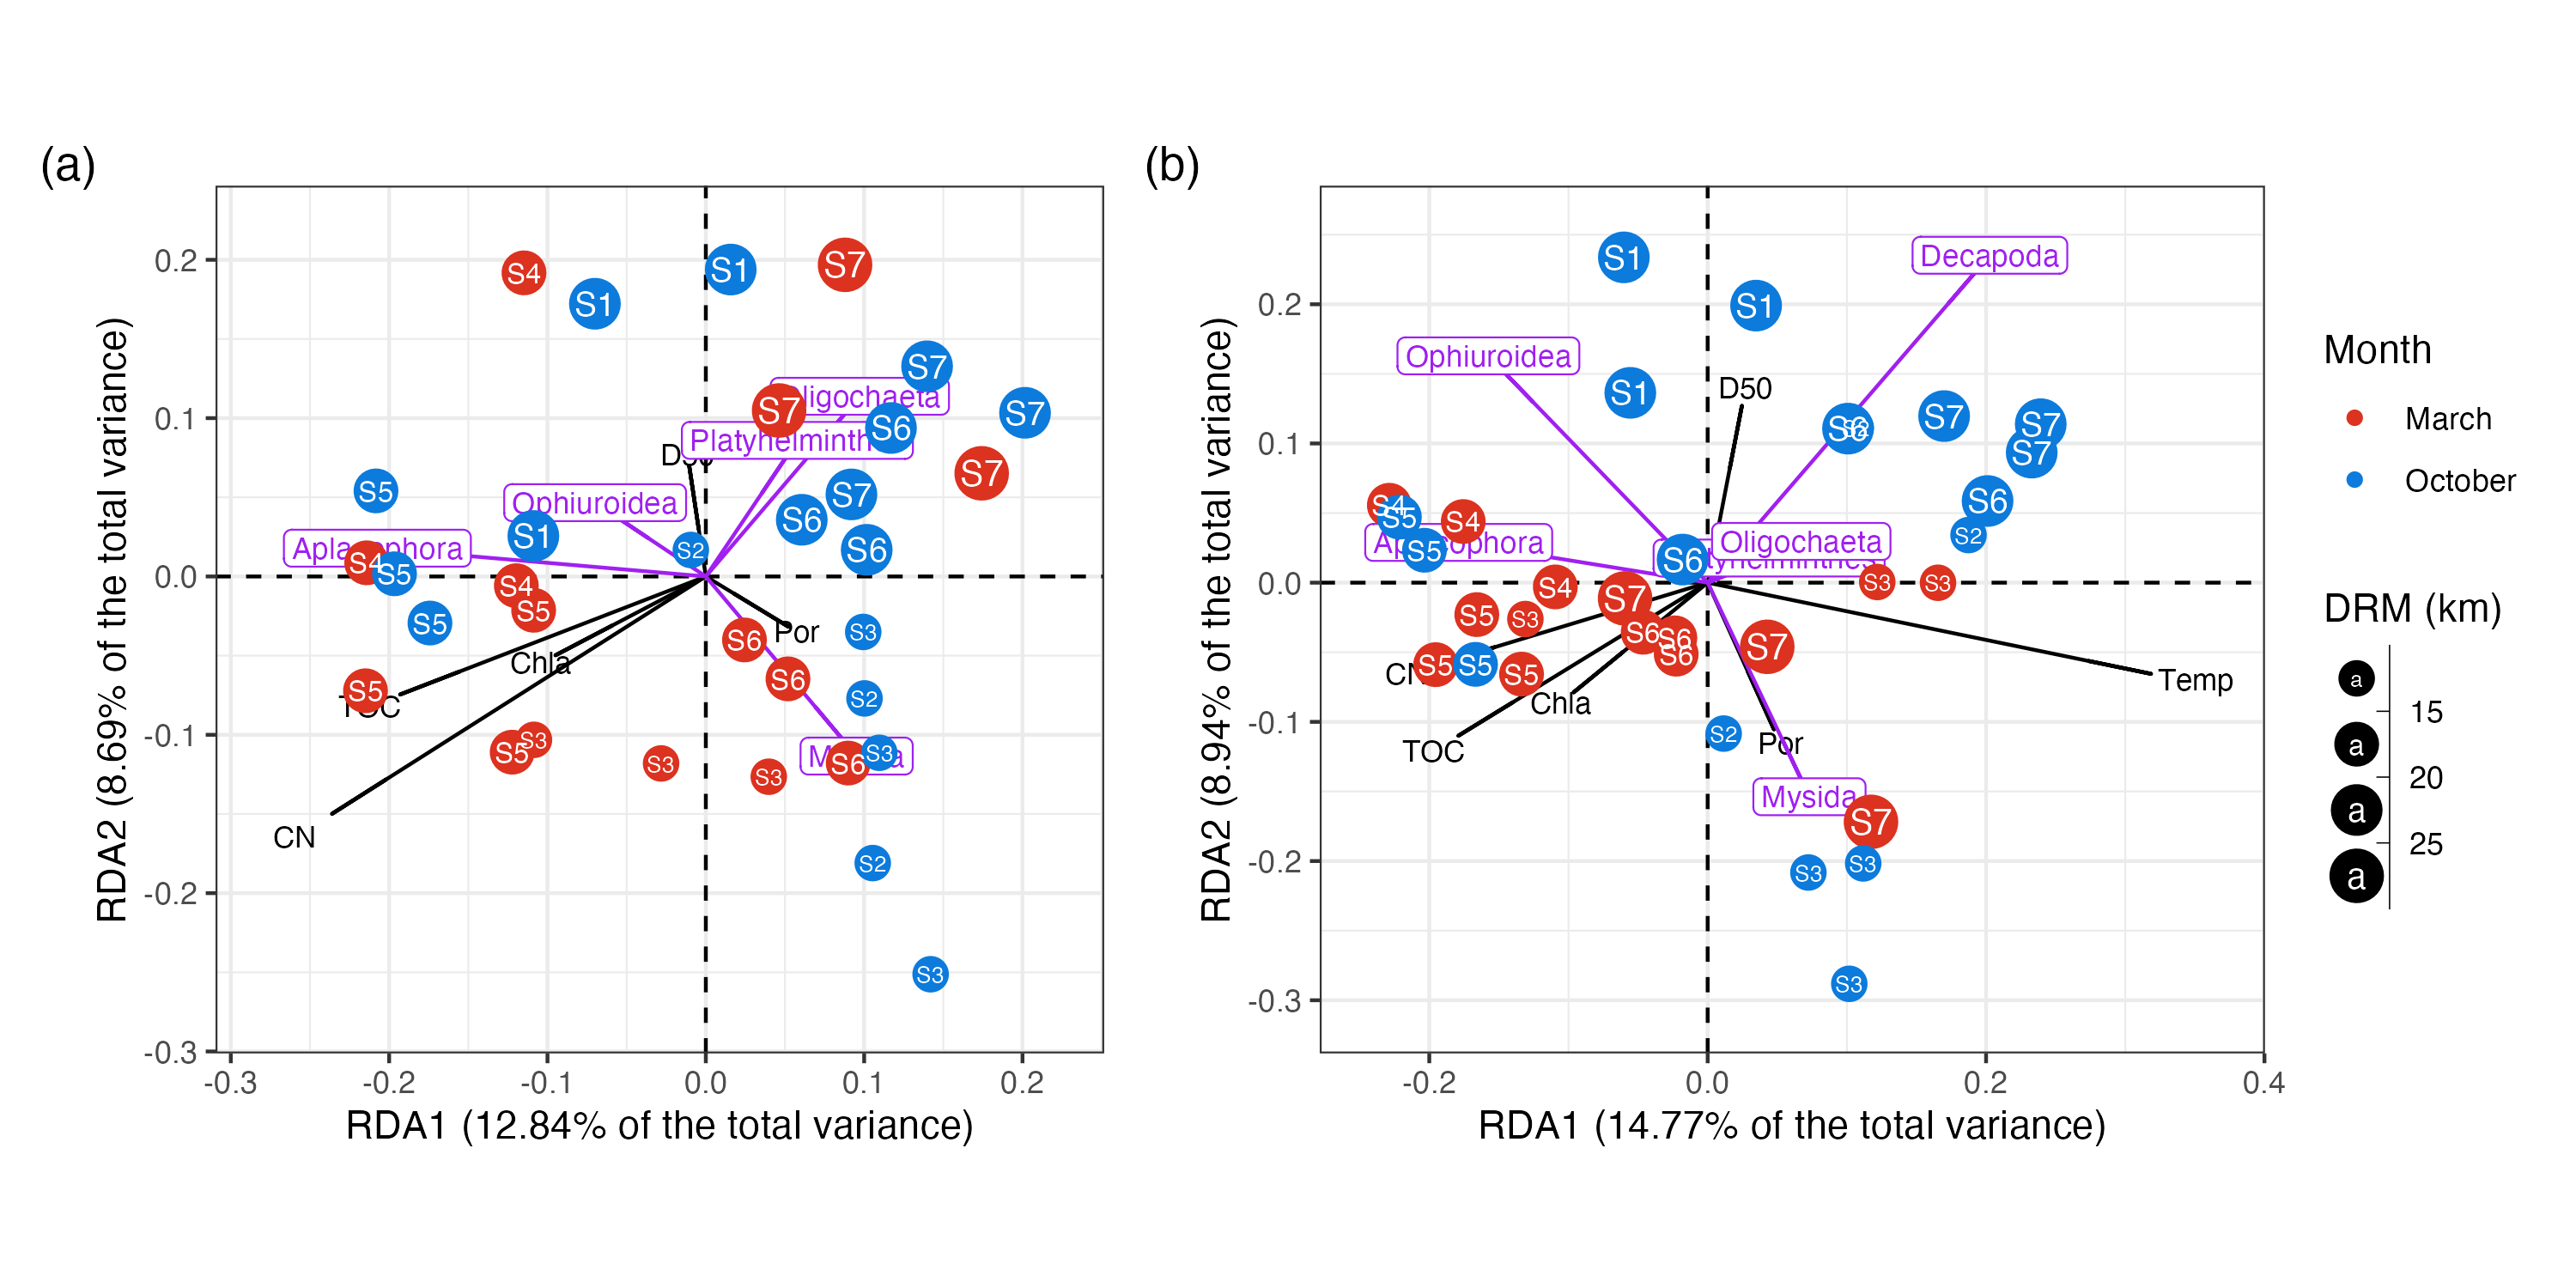 (a)
RDA2 (8.69% of the total variance)
0.2
0.1
0.0
-0.1
-0.2
-0.3
-0.3
-0.2
-0.1
0.0
0.1
0.2
RDA1 (12.84% of the total variance)
S4
S1
S1
S7
S7
S7
S7
S6
S7
S7
S6
S6
S5
Ophiuroidea
S1
S2
S4
S5
S4
S5
S5
Chla
Por
S6
S6
S3
S2
S5
TOC
S5
S3
S3
S3
S6
S3
CN
S2
S3
(b)
RDA2 (8.94% of the total variance)
0.2
0.1
0.0
-0.1
-0.2
-0.3
-0.2
0.0
0.2
0.4
RDA1 (14.77% of the total variance)
S1
Decapoda
S1
Ophiuroidea
D50
S1
S6
S2
S7
S7
S7
S6
S2
S4
S5
S4
S5
S6
Oligochaeta
S3
S3
S4
S7
S5
S3
S6
S6
S6
S7
S5
S5
S5
Chla
Temp
TOC
S2
Por
Mysida
S7
S3
S3
S3
Month
March
October
DRM (km)
a
15
a
20
a
25
a